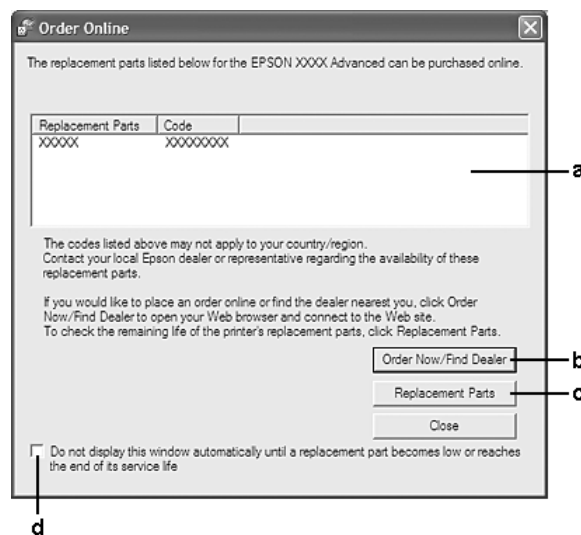 Order Online
The replacement parts listed below for the EPSON XXXX Advanced can be purchased online.
Replacement Parts Code
XXXXX XXXXXXXX
a
The codes listed above may not apply to your country/region.
Contact your local Epson dealer or representative regarding the availability of these
replacement parts.
If you would like to place an order online or find the dealer nearest you, click Order
Now/Find Dealer to open your Web browser and connect to the Web site.
To check the remaining life of the printer's replacement parts, click Replacement Parts.
Order Now/Find Dealer b
Replacement Parts c
Close
Do not display this window automatically until a replacement part becomes low or reaches
the end of its service life
d